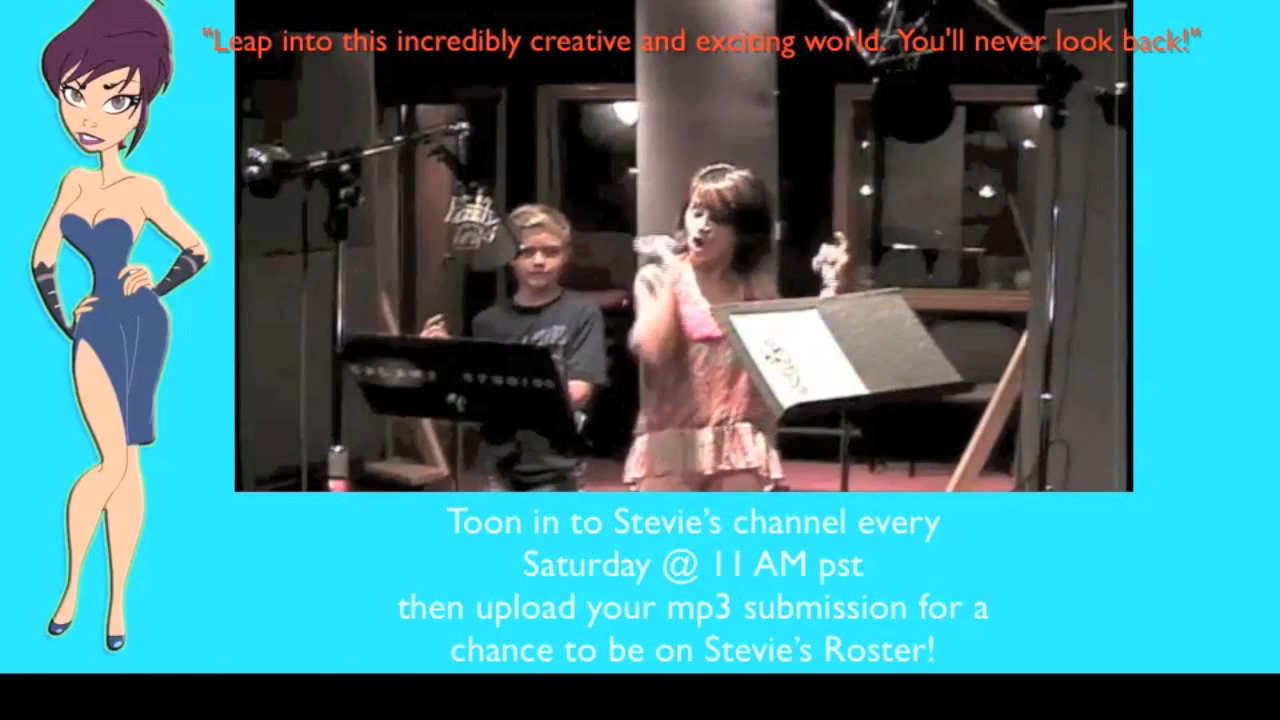 "Leap into this incredibly creative and exciting world. You'll never look back!"
Toon in to Stevie's channel every
Saturday @ 11 AM pst
then upload your mp3 submission for a
chance to be on Stevie's Roster!